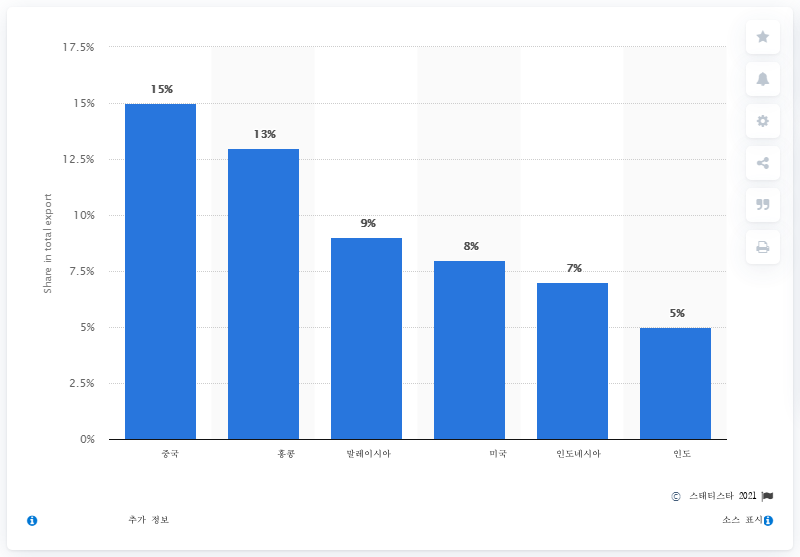 17.5%
15%
12.5%
10%
7.5%
5%
2.5%
0%
Share in total export
15%
13%
9%
8%
7%
5%
중국
홍콩
말레이시아
미국
인도네시아
인도
© 스태티스타 2021
추가 정보
소스 표시